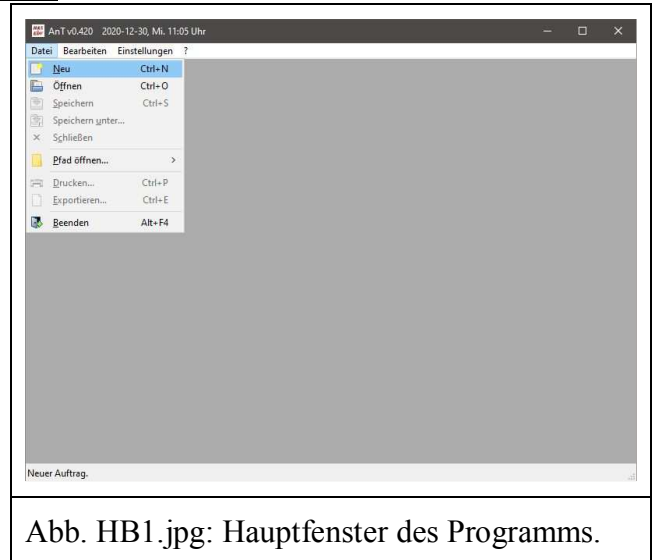 AnT v0.420 2020-12-30, Mi. 11:05 Uhr
Datei Bearbeiten Einstellungen ?
Neu Ctrl+N
Öffnen Ctrl+O
Speichern Ctrl+S
Speichern unter...
Schließen
Pfad öffnen... >
Drucken... Ctrl+P
Exportieren... Ctrl+E
Beenden Alt+F4
Neuer Auftrag.
Abb. HB1.jpg: Hauptfenster des Programms.